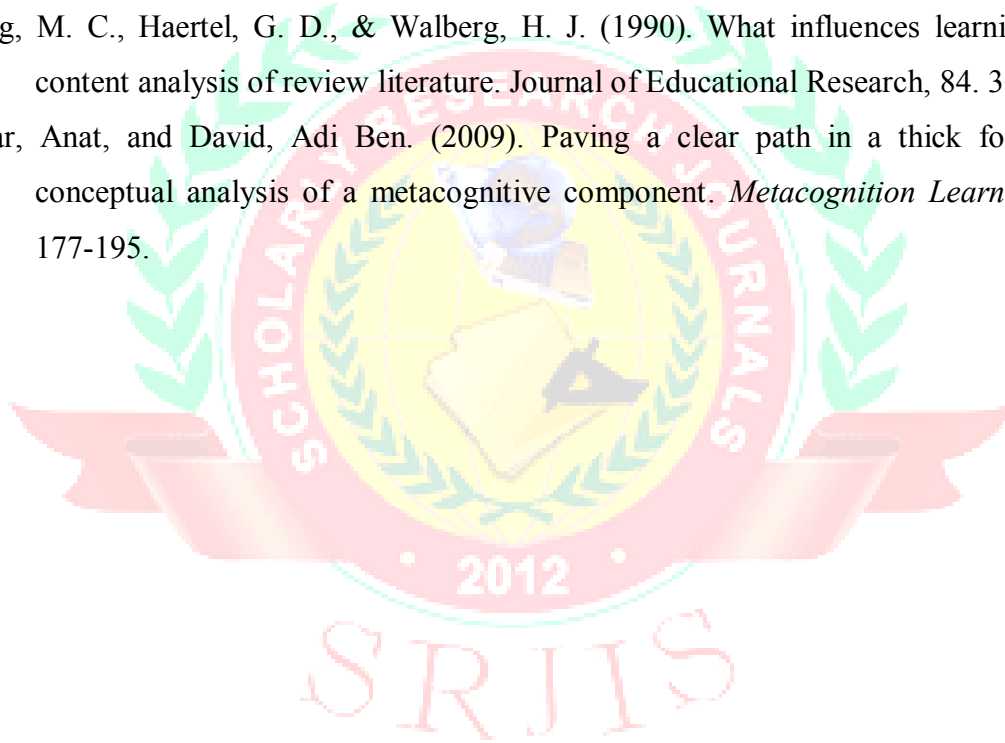 g, M. C., Haertel, G. D., & Walberg, H. J. (1990). What influences learni
content analysis of review literature. Journal of Educational Research, 84. 3
ar, Anat, and David, Adi Ben. (2009). Paving a clear path in a thick fo
conceptual analysis of a metacognitive component. Metacognition Learn
177-195.
SCHOLARLY RESEARCH JOURNALS
2012
SRJIS